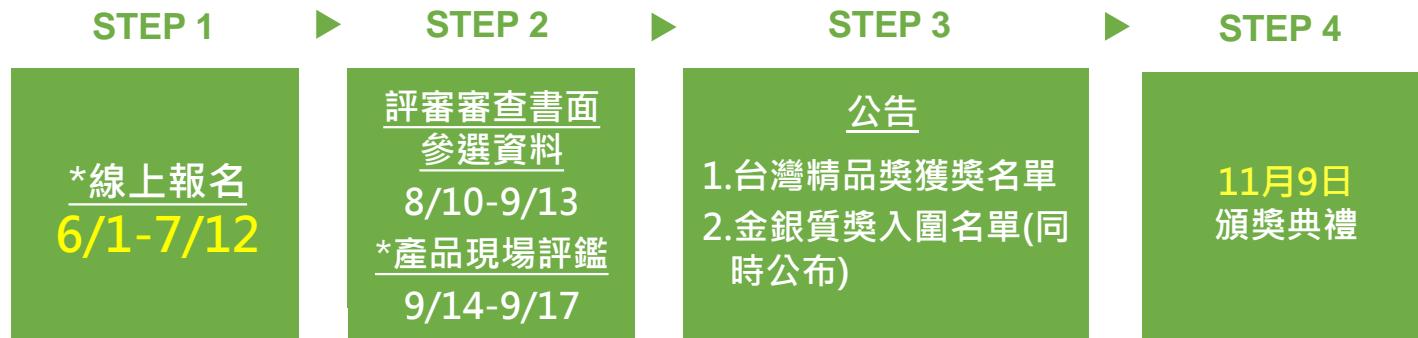 STEP 1
*線上報名
6/1-7/12
STEP 2
評審審查書面
參選資料
8/10-9/13
*產品現場評鑑
9/14-9/17
STEP 3
公告
1.台灣精品獎獲獎名單
2.金銀質獎入圍名單(同
時公布)
STEP 4
11月9日
頒獎典禮